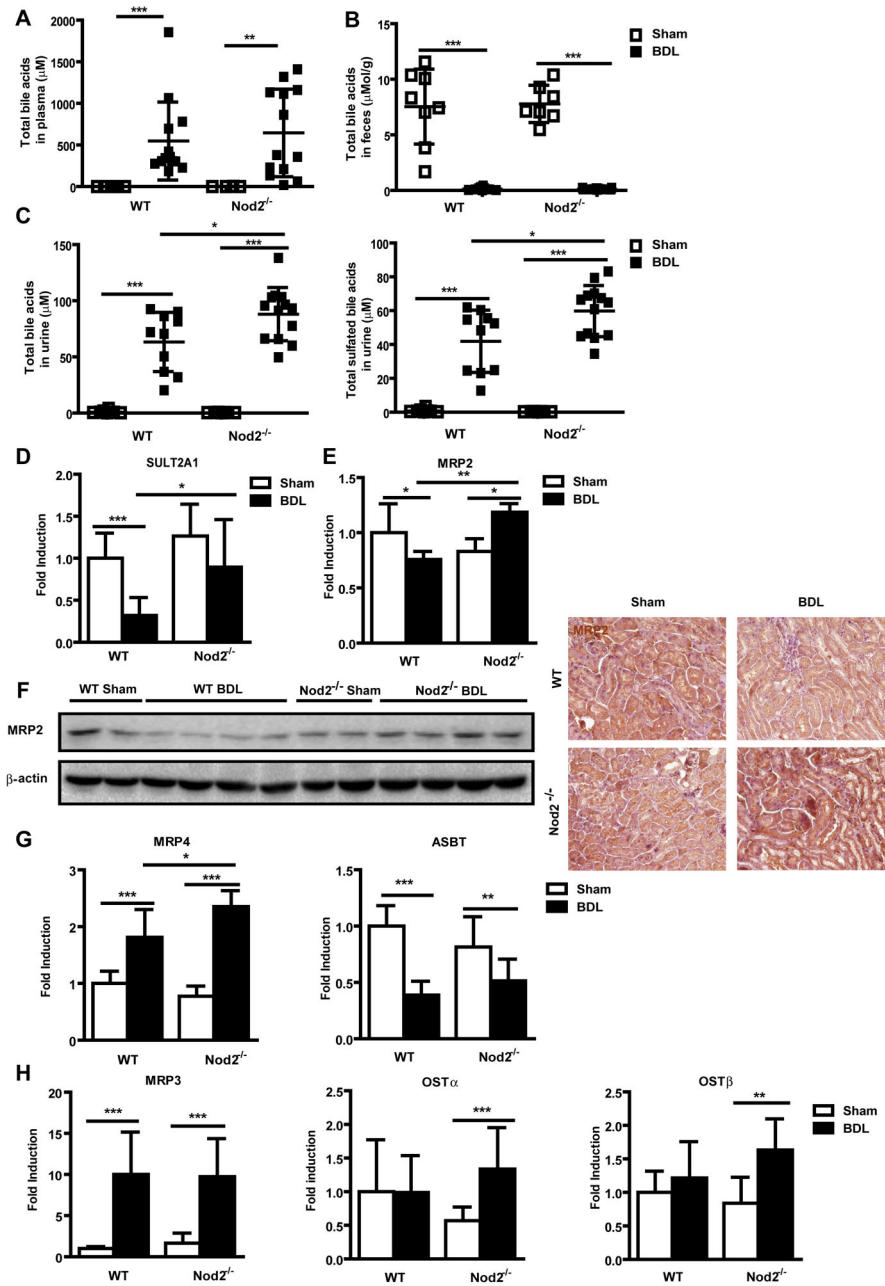 A
Total bile acids
in plasma (μM)
2000
1500
1000
500
0
***
**
WT
Nod2-/-
B
Total bile acids
in feces (μMol/g)
15
10
5
0
***
***
WT
Nod2-/-
Sham
BDL
C
Total bile acids
in urine (μM)
150
100
50
0
*
***
***
WT
Nod2-/-
Total sulfated bile acids
in urine (μM)
100
80
60
40
20
0
*
***
***
WT
Nod2-/-
Sham
BDL
D
SULT2A1
Fold Induction
2.0
1.5
1.0
0.5
0.0
***
*
WT
Nod2-/-
Sham
BDL
E
MRP2
Fold Induction
1.5
1.0
0.5
0.0
*
**
*
WT
Nod2-/-
Sham
BDL
Sham
BDL
MRP2
WT
Nod2-/-
F
WT Sham
WT BDL
Nod2-/- Sham
Nod2-/- BDL
MRP2
β-actin
G
MRP4
Fold Induction
3
2
1
0
***
*
***
WT
Nod2-/-
ASBT
Fold Induction
1.5
1.0
0.5
0.0
***
**
WT
Nod2-/-
Sham
BDL
H
MRP3
Fold Induction
20
15
10
5
0
***
***
WT
Nod2-/-
OSTα
Fold induction
2.5
2.0
1.5
1.0
0.5
0.0
***
WT
Nod2-/-
OSTβ
Fold Induction
2.5
2.0
1.5
1.0
0.5
0.0
**
WT
Nod2-/-
Sham
BDL